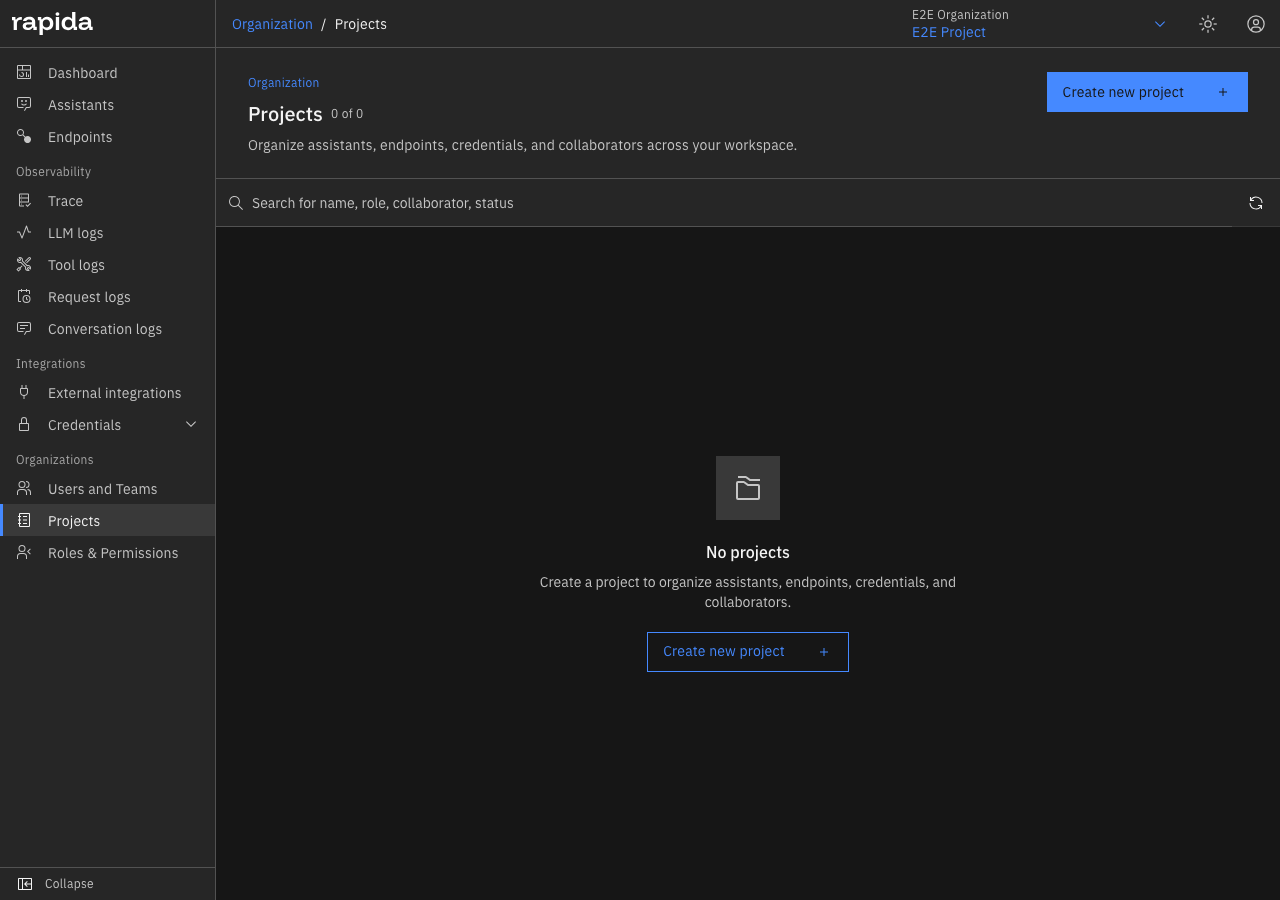 rapida
Organization / Projects
E2E Organization
E2E Project
Dashboard
Assistants
Endpoints
Observability
Trace
LLM logs
Tool logs
Request logs
Conversation logs
Integrations
External integrations
Credentials
Organizations
Users and Teams
Projects
Roles & Permissions
Collapse
Organization
Projects 0 of 0
Organize assistants, endpoints, credentials, and collaborators across your workspace.
Create new project +
Search for name, role, collaborator, status
No projects
Create a project to organize assistants, endpoints, credentials, and
collaborators.
Create new project +